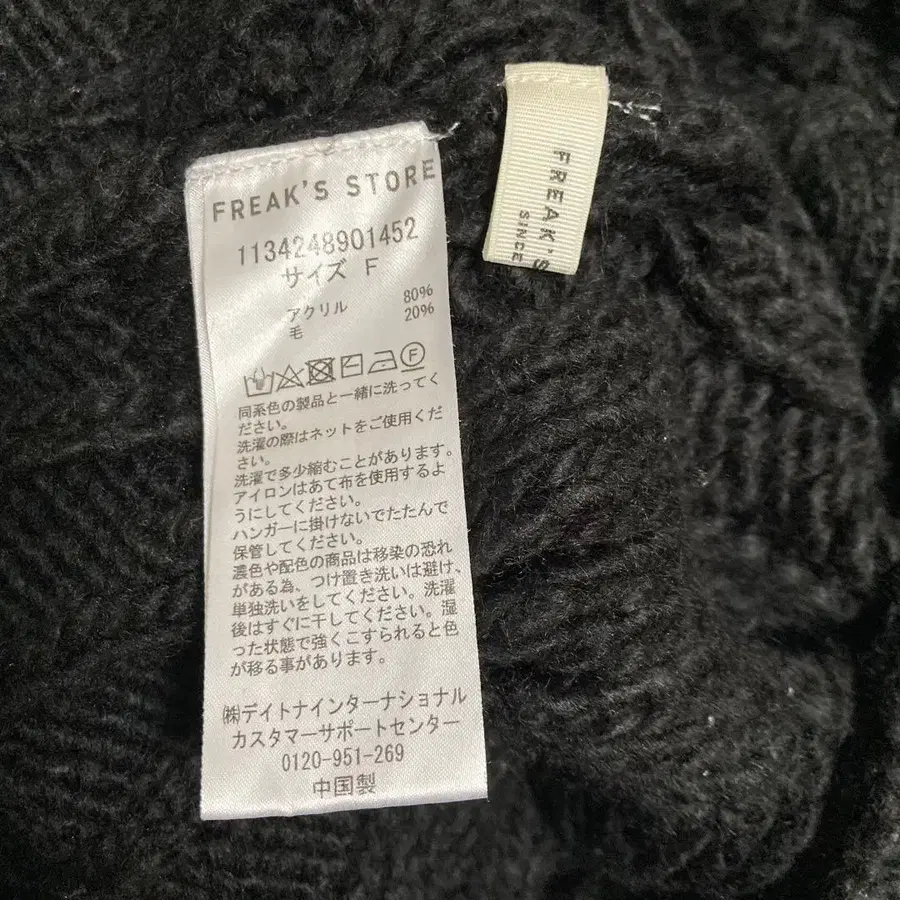 FREAK'S STORE
1134248901452
サイズ F
アクリル 80%
毛 20%
同系色の製品と一緒に洗ってく
ださい。
洗濯の際はネットをご使用くだ
さい。
洗濯で多少縮むことがあります。
アイロンはあて布を使用するよ
うにしてください。
ハンガーに掛けないでたたんで
保管してください。
濃色や配色の商品は移染の恐れ
がある為、つけ置き洗いは避け、
単独洗いをしてください。洗濯
後はすぐに干してください。湿
った状態で強くこすられると色
が移る事があります。
㈱デイトナインターナショナル
カスタマーサポートセンター
0120-951-269
中国製
FREAK'S
SINCE